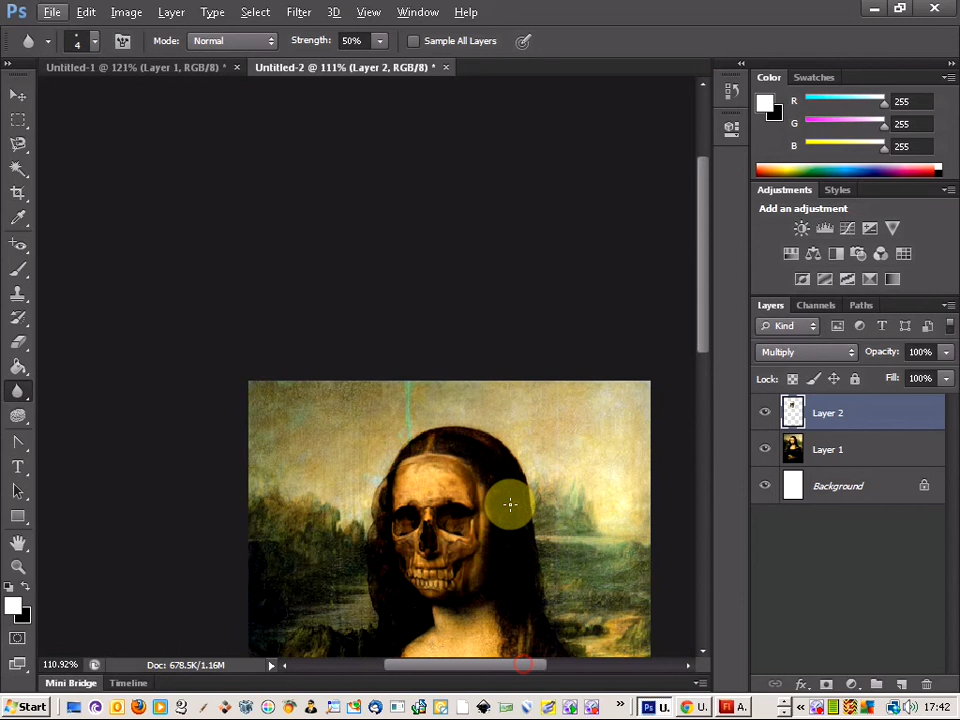 Ps File Edit Image Layer Type Select Filter 3D View Window Help
4 Mode: Normal Strength: 50% Sample All Layers
Untitled-1 @ 121% (Layer 1, RGB/8) * × Untitled-2 @ 111% (Layer 2, RGB/8) * ×
Color Swatches
R 255
G 255
B 255
Adjustments Styles
Add an adjustment
Layers Channels Paths
Kind
Multiply Opacity: 100%
Lock: Fill: 100%
Layer 2
Layer 1
Background
110.92% Doc: 678.5K/1.16M
Mini Bridge Timeline
Start Ps U. U. Fl A. 17:42